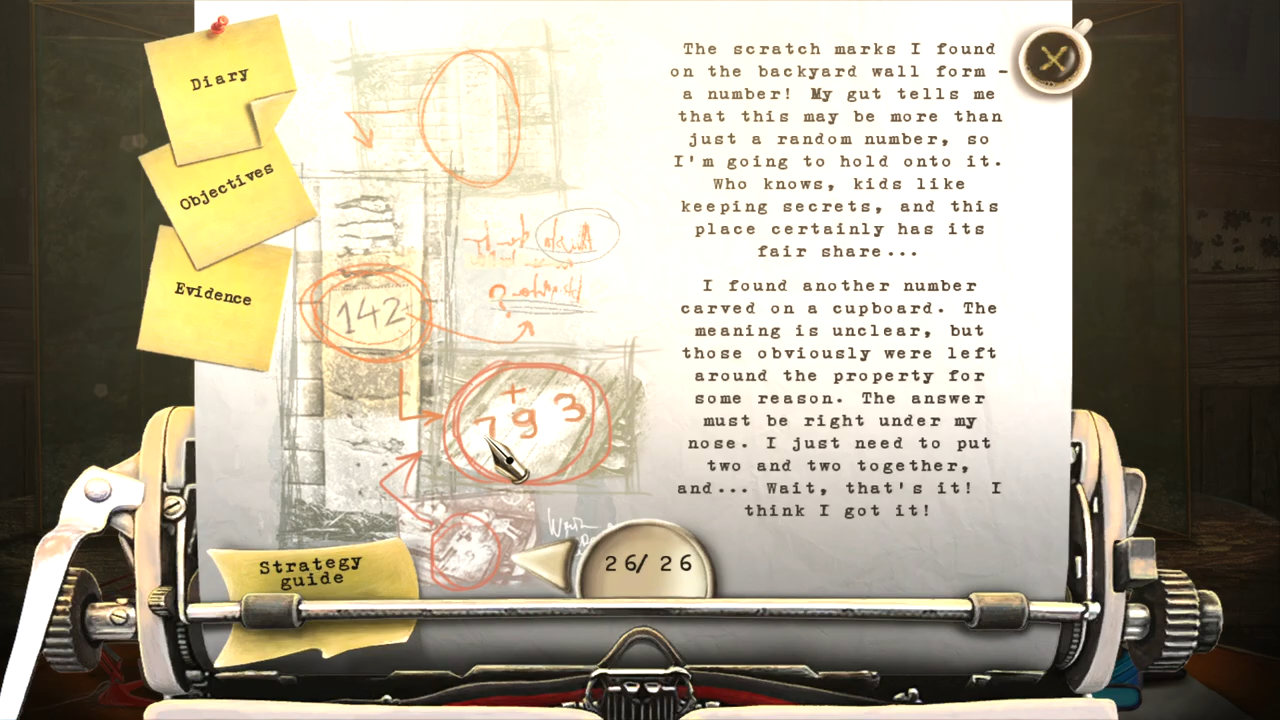 Diary
Objectives
Evidence
142
+
793
Strategy
guide
26/ 26
The scratch marks I found
on the backyard wall form –
a number! My gut tells me
that this may be more than
just a random number, so
I'm going to hold onto it.
Who knows, kids like
keeping secrets, and this
place certainly has its
fair share...
I found another number
carved on a cupboard. The
meaning is unclear, but
those obviously were left
around the property for
some reason. The answer
must be right under my
nose. I just need to put
two and two together,
and... Wait, that's it! I
think I got it!
X